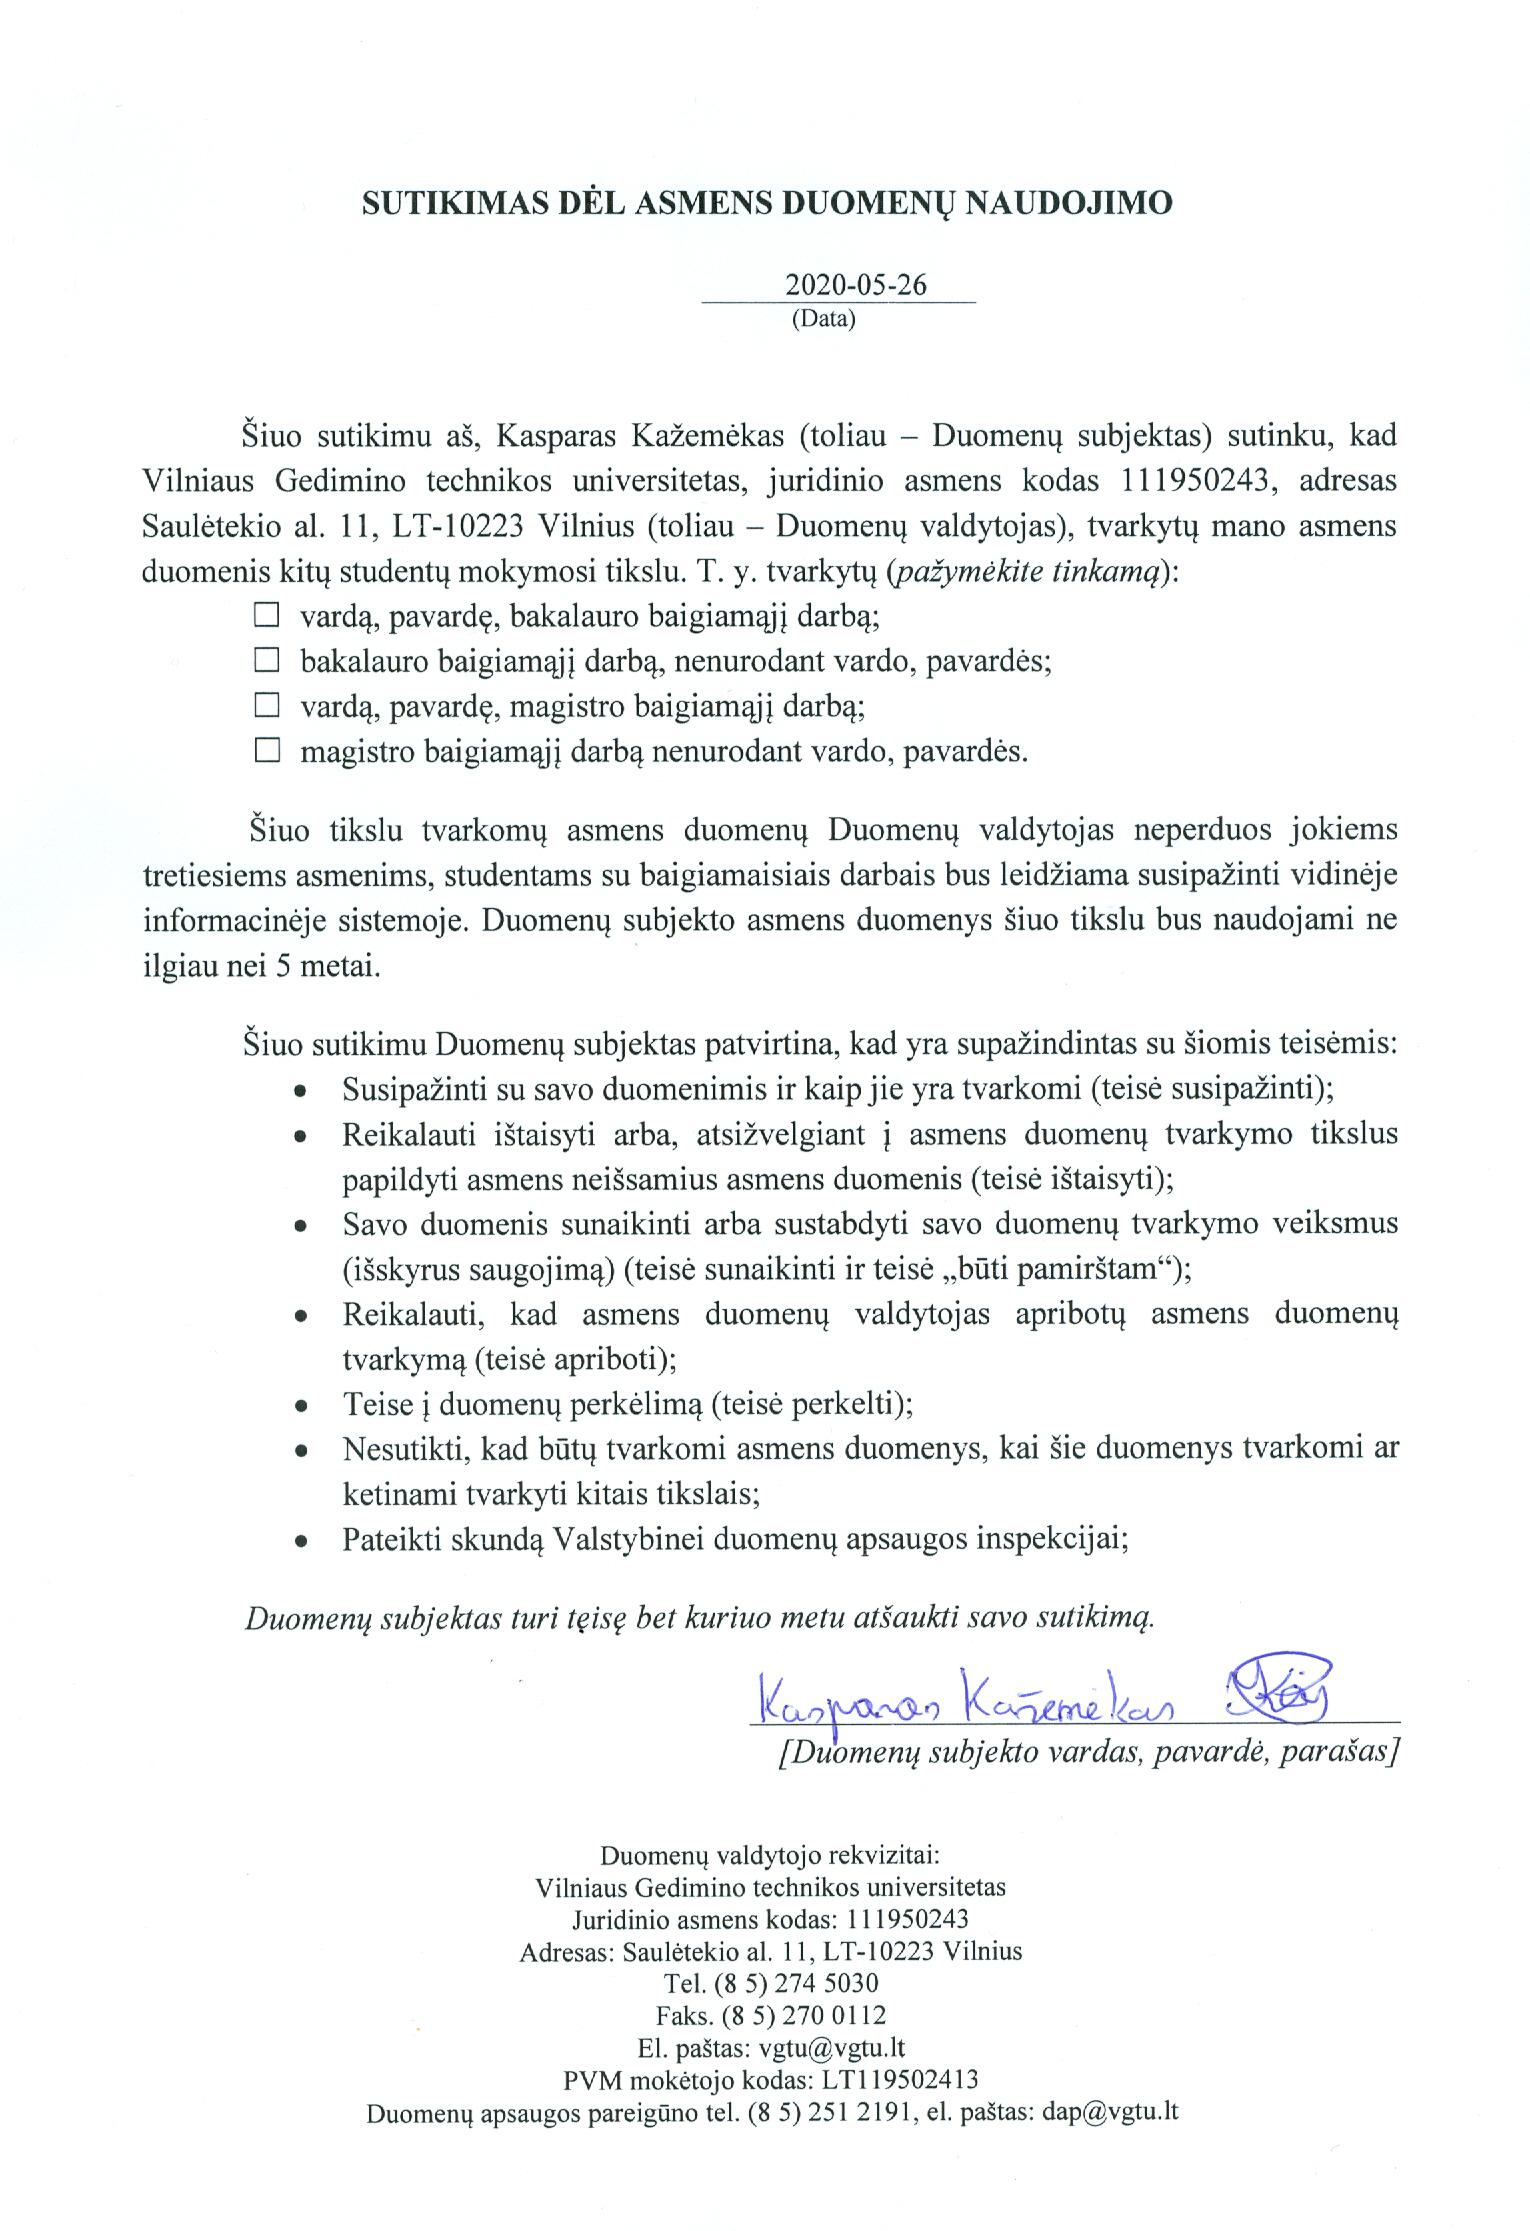 SUTIKIMAS DĖL ASMENS DUOMENŲ NAUDOJIMO
2020-05-26
(Data)
Šiuo sutikimu aš, Kasparas Kažemėkas (toliau – Duomenų subjektas) sutinku, kad
Vilniaus Gedimino technikos universitetas, juridinio asmens kodas 111950243, adresas
Saulėtekio al. 11, LT-10223 Vilnius (toliau – Duomenų valdytojas), tvarkytų mano asmens
duomenis kitų studentų mokymosi tikslu. T. y. tvarkytų (pažymėkite tinkamą):
☐ vardą, pavardę, bakalauro baigiamąjį darbą;
☐ bakalauro baigiamąjį darbą, nenurodant vardo, pavardės;
☐ vardą, pavardę, magistro baigiamąjį darbą;
☐ magistro baigiamąjį darbą nenurodant vardo, pavardės.
Šiuo tikslu tvarkomų asmens duomenų Duomenų valdytojas neperduos jokiems
tretiesiems asmenims, studentams su baigiamaisiais darbais bus leidžiama susipažinti vidinėje
informacinėje sistemoje. Duomenų subjekto asmens duomenys šiuo tikslu bus naudojami ne
ilgiau nei 5 metai.
Šiuo sutikimu Duomenų subjektas patvirtina, kad yra supažindintas su šiomis teisėmis:
• Susipažinti su savo duomenimis ir kaip jie yra tvarkomi (teisė susipažinti);
• Reikalauti ištaisyti arba, atsižvelgiant į asmens duomenų tvarkymo tikslus
papildyti asmens neišsamius asmens duomenis (teisė ištaisyti);
• Savo duomenis sunaikinti arba sustabdyti savo duomenų tvarkymo veiksmus
(išskyrus saugojimą) (teisė sunaikinti ir teisė „būti pamirštam“);
• Reikalauti, kad asmens duomenų valdytojas apribotų asmens duomenų
tvarkymą (teisė apriboti);
• Teise į duomenų perkėlimą (teisė perkelti);
• Nesutikti, kad būtų tvarkomi asmens duomenys, kai šie duomenys tvarkomi ar
ketinami tvarkyti kitais tikslais;
• Pateikti skundą Valstybinei duomenų apsaugos inspekcijai;
Duomenų subjektas turi tęisę bet kuriuo metu atšaukti savo sutikimą.
Kasparas Kažemėkas
[Duomenų subjekto vardas, pavardė, parašas]
Duomenų valdytojo rekvizitai:
Vilniaus Gedimino technikos universitetas
Juridinio asmens kodas: 111950243
Adresas: Saulėtekio al. 11, LT-10223 Vilnius
Tel. (8 5) 274 5030
Faks. (8 5) 270 0112
El. paštas: vgtu@vgtu.lt
PVM mokėtojo kodas: LT119502413
Duomenų apsaugos pareigūno tel. (8 5) 251 2191, el. paštas: dap@vgtu.lt